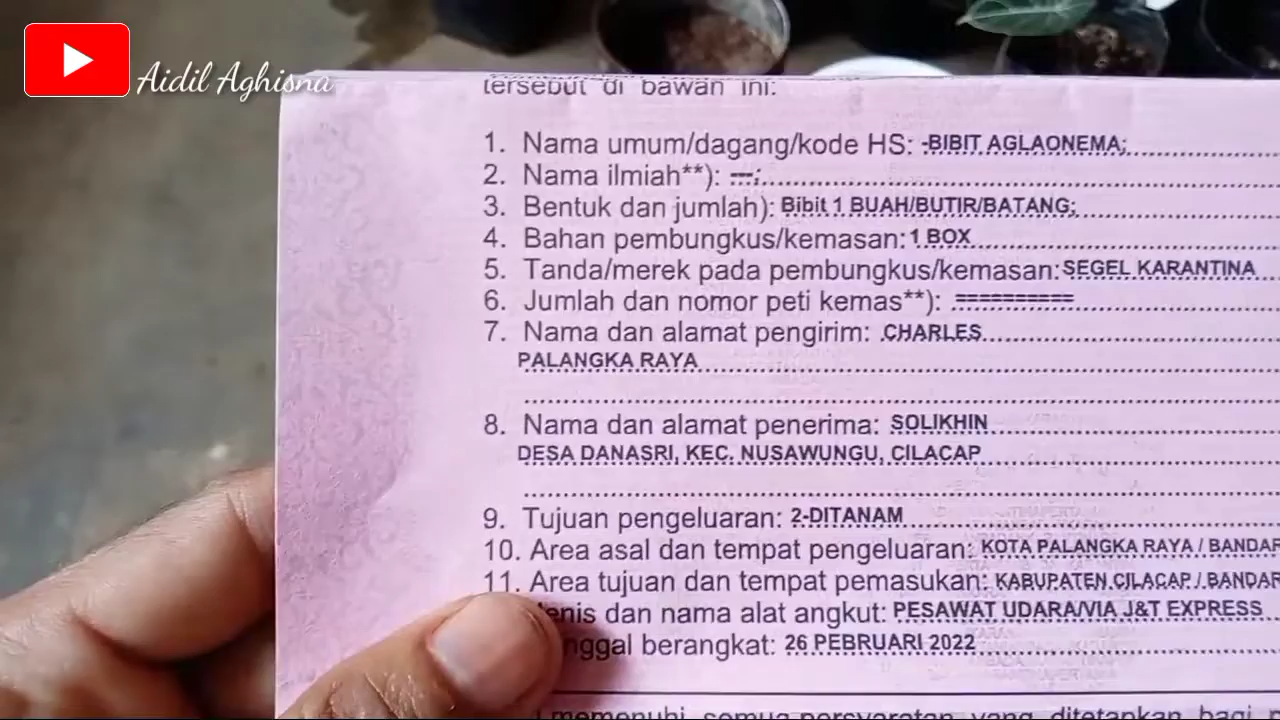 Aidil Aghisna
tersebut di bawah ini:
1. Nama umum/dagang/kode HS: -BIBIT AGLAONEMA;
2. Nama ilmiah**): ---;
3. Bentuk dan jumlah): Bibit 1 BUAH/BUTIR/BATANG;
4. Bahan pembungkus/kemasan: 1 BOX
5. Tanda/merek pada pembungkus/kemasan: SEGEL KARANTINA
6. Jumlah dan nomor peti kemas**): ==========
7. Nama dan alamat pengirim: CHARLES
PALANGKA RAYA
8. Nama dan alamat penerima: SOLIKHIN
DESA DANASRI, KEC. NUSAWUNGU, CILACAP
9. Tujuan pengeluaran: 2-DITANAM
10. Area asal dan tempat pengeluaran: KOTA PALANGKA RAYA / BANDAR
11. Area tujuan dan tempat pemasukan: KABUPATEN CILACAP / BANDAR
enis dan nama alat angkut: PESAWAT UDARA/VIA J&T EXPRESS
nggal berangkat: 26 PEBRUARI 2022
memenuhi semua persyaratan yang ditetapkan bagi